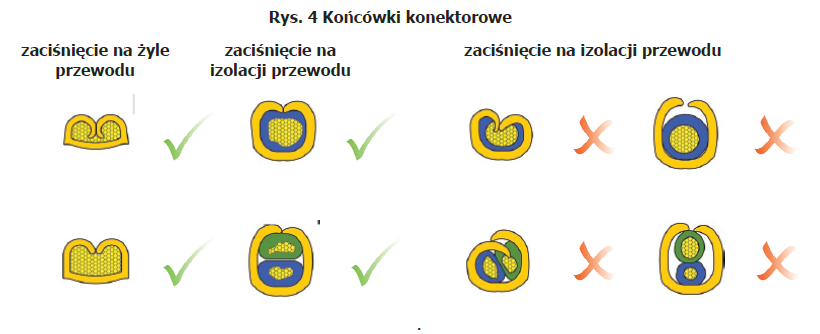 Rys. 4 Końcówki konektorowe
zaciśnięcie na żyle
przewodu
zaciśnięcie na
izolacji przewodu
zaciśnięcie na izolacji przewodu